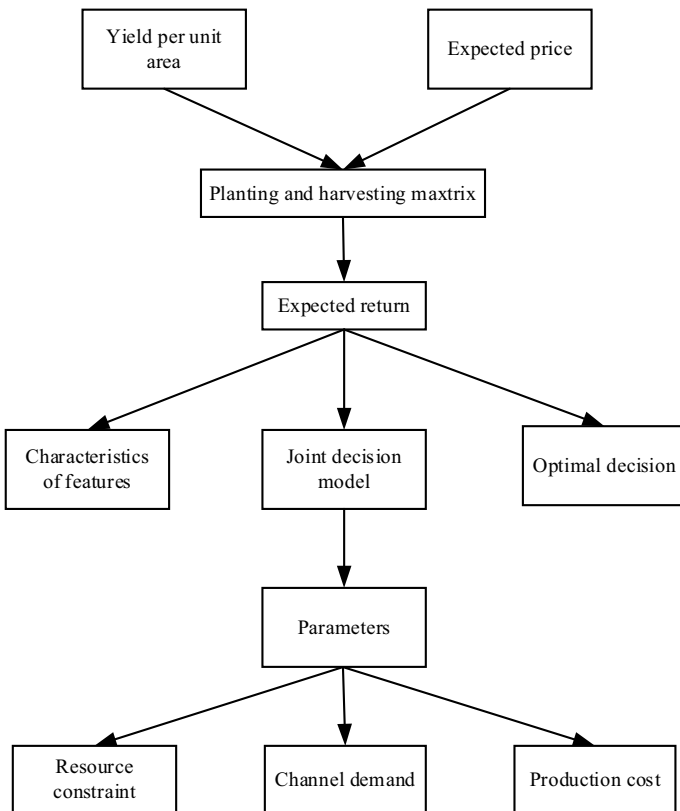 Yield per unit
area
Expected price
Planting and harvesting maxtrix
Expected return
Characteristics
of features
Joint decision
model
Optimal decision
Parameters
Resource
constraint
Channel demand
Production cost